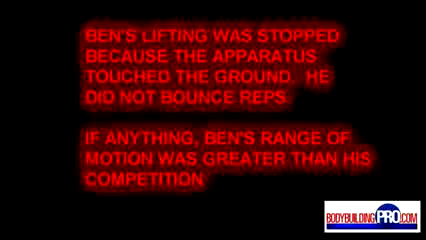 BEN'S LIFTING WAS STOPPED
BECAUSE THE APPARATUS
TOUCHED THE GROUND. HE
DID NOT BOUNCE REPS
IF ANYTHING, BEN'S RANGE OF
MOTION WAS GREATER THAN HIS
COMPETITION
BODYBUILDINGPRO.COM